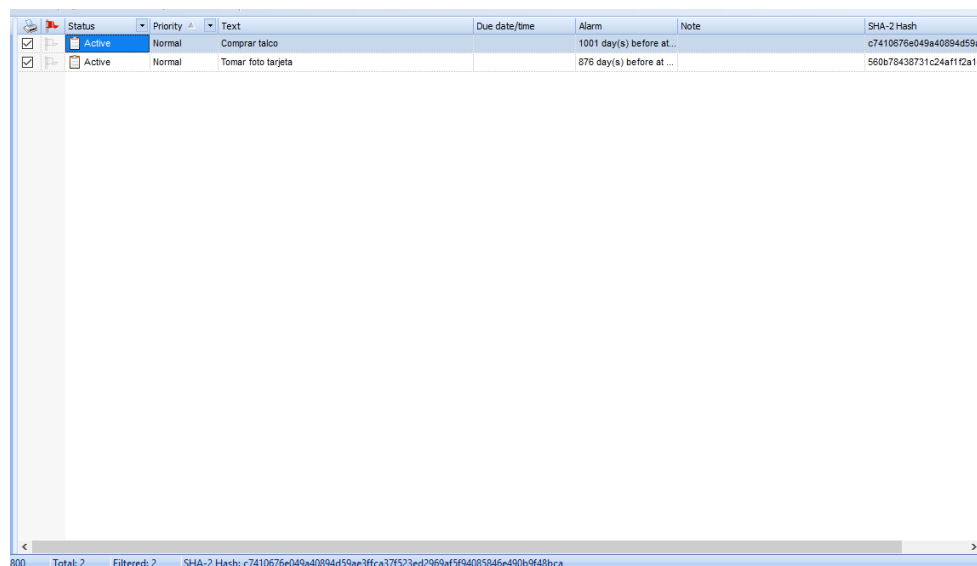 Status Priority Text Due date/time Alarm Note SHA-2 Hash
Active Normal Comprar talco 1001 day(s) before at... c7410676e049a40894d59a
Active Normal Tomar foto tarjeta 876 day(s) before at ... 560b78438731c24af1f2a1
800 Total: 2 Filtered: 2 SHA-2 Hash: c7410676e049a40894d59ae3ffca37f523ed2969af5f94085846e490b9f48bca